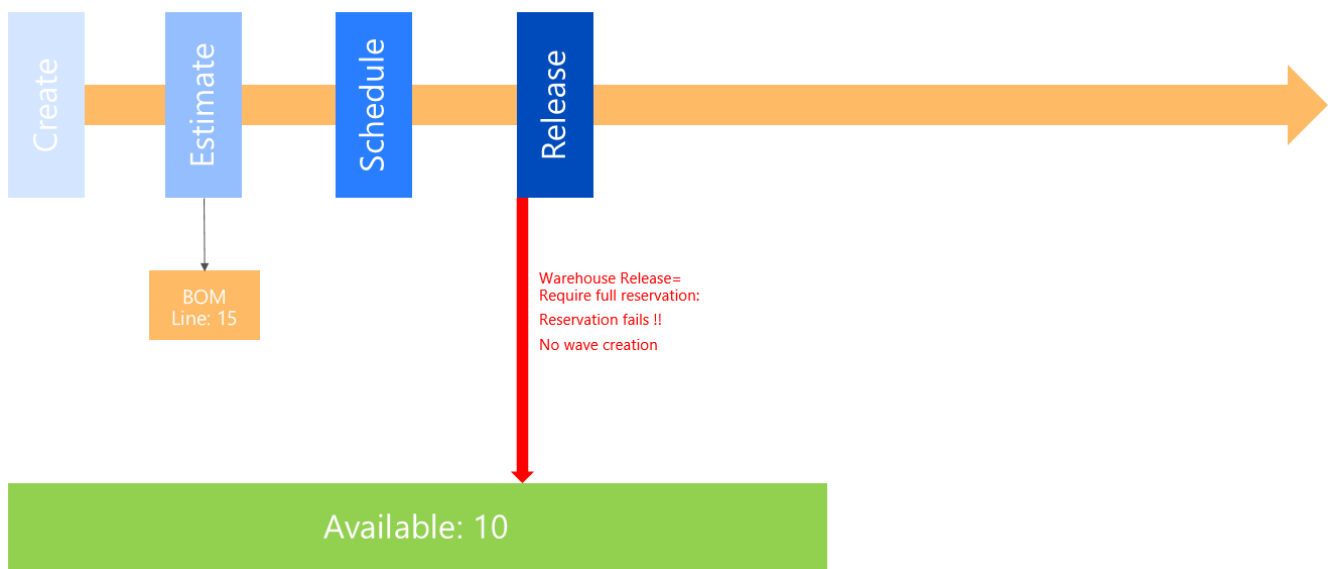 Create
Estimate
Schedule
Release
BOM
Line: 15
Warehouse Release=
Require full reservation:
Reservation fails !!
No wave creation
Available: 10